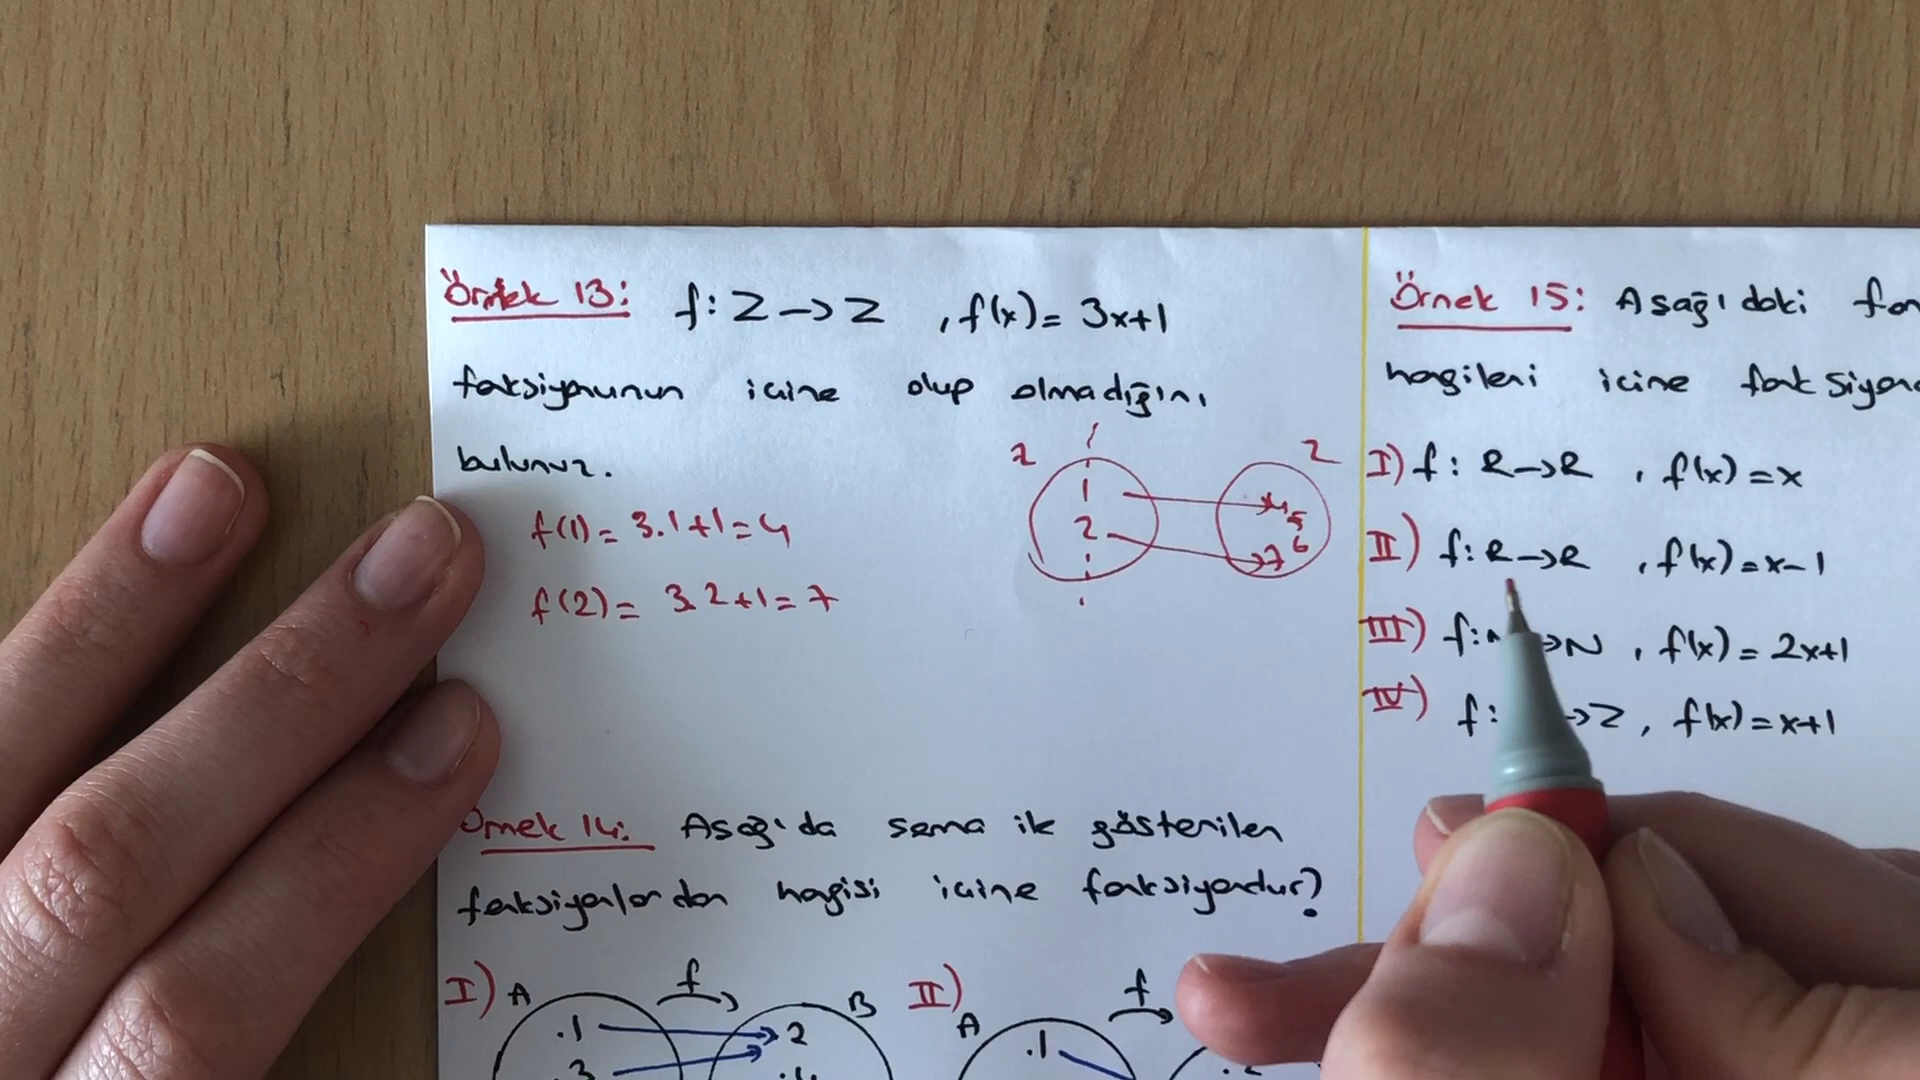 Örnek 13: f: Z→Z , f(x)= 3x+1
fonksiyonunun içine olup olmadığını
bulunuz.
f(1)= 3.1+1=4
f(2)= 3.2+1=7
Z Z
1 4
5
2 6
7
Örnek 14: Aşağıda şema ile gösterilen
fonksiyonlardan hangisi içine fonksiyondur?
I) A f B
.1 2
.3 .4
II) A f
.1
Örnek 15: Aşağıdaki fon
hangileri içine fonksiyon
I) f: R→R , f(x)=x
II) f: R→R , f(x)=x-1
III) f: →N , f(x)= 2x+1
IV) f: →Z , f(x)= x+1